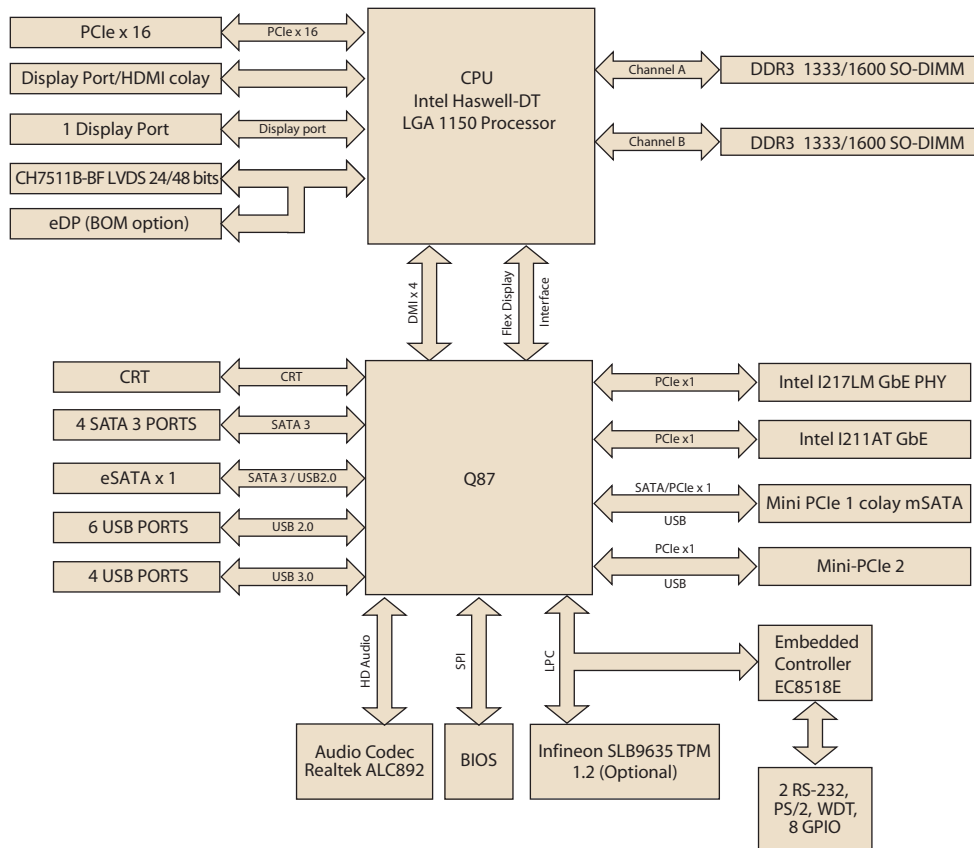 PCIe x 16
PCIe x 16
Display Port/HDMI colay
1 Display Port
Display port
CH7511B-BF LVDS 24/48 bits
eDP (BOM option)
CPU
Intel Haswell-DT
LGA 1150 Processor
Channel A
DDR3 1333/1600 SO-DIMM
Channel B
DDR3 1333/1600 SO-DIMM
DMI x 4
Flex Display
Interface
CRT
CRT
4 SATA 3 PORTS
SATA 3
eSATA x 1
SATA 3 / USB2.0
6 USB PORTS
USB 2.0
4 USB PORTS
USB 3.0
Q87
PCIe x1
Intel I217LM GbE PHY
PCIe x1
Intel I211AT GbE
SATA/PCIe x 1
USB
Mini PCIe 1 colay mSATA
PCIe x1
USB
Mini-PCIe 2
HD Audio
SPI
LPC
Embedded
Controller
EC8518E
Audio Codec
Realtek ALC892
BIOS
Infineon SLB9635 TPM
1.2 (Optional)
2 RS-232,
PS/2, WDT,
8 GPIO